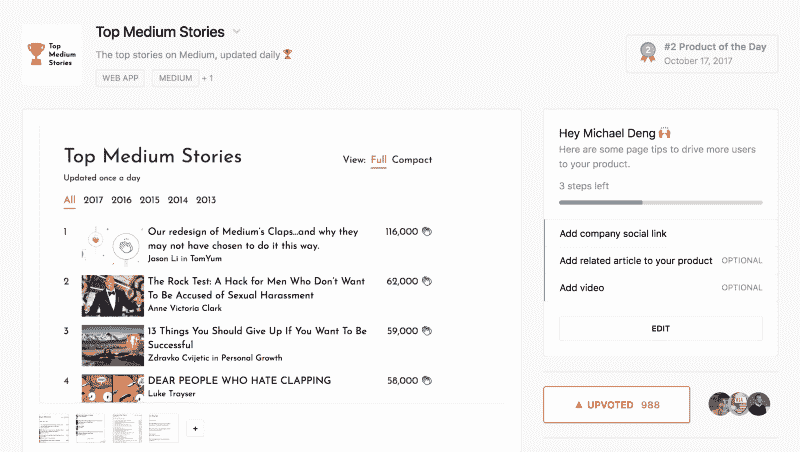 Top
Medium
Stories
Top Medium Stories
The top stories on Medium, updated daily
WEB APP MEDIUM + 1
2
#2 Product of the Day
October 17, 2017
Top Medium Stories
View: Full Compact
Updated once a day
All 2017 2016 2015 2014 2013
1
Our redesign of Medium's Claps...and why they
may not have chosen to do it this way.
Jason Li in TomYum
116,000
2
The Rock Test: A Hack for Men Who Don't Want
To Be Accused of Sexual Harassment
Anne Victoria Clark
62,000
3
13 Things You Should Give Up If You Want To Be
Successful
Zdravko Cvijetic in Personal Growth
59,000
4
DEAR PEOPLE WHO HATE CLAPPING
Luke Trayser
58,000
+
Hey Michael Deng
Here are some page tips to drive more users
to your product.
3 steps left
Add company social link
Add related article to your product OPTIONAL
Add video OPTIONAL
EDIT
▲ UPVOTED 988